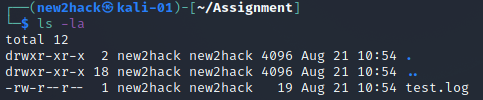 ┌──(new2hack㉿kali-01)-[~/Assignment]
└─$ ls -la
total 12
drwxr-xr-x  2 new2hack new2hack 4096 Aug 21 10:54 .
drwxr-xr-x 18 new2hack new2hack 4096 Aug 21 10:54 ..
-rw-r--r--  1 new2hack new2hack   19 Aug 21 10:54 test.log